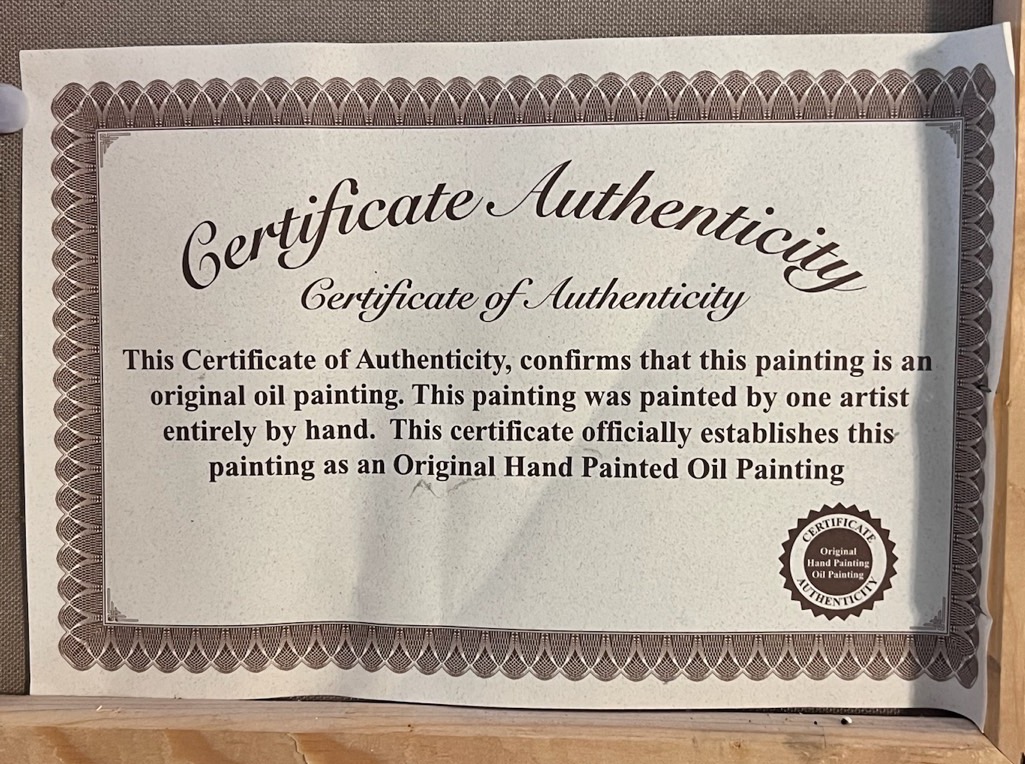 Certificate Authenticity
Certificate of Authenticity
This Certificate of Authenticity, confirms that this painting is an
original oil painting. This painting was painted by one artist
entirely by hand. This certificate officially establishes this
painting as an Original Hand Painted Oil Painting
CERTIFICATE
Original
Hand Painting
Oil Painting
AUTHENTICITY